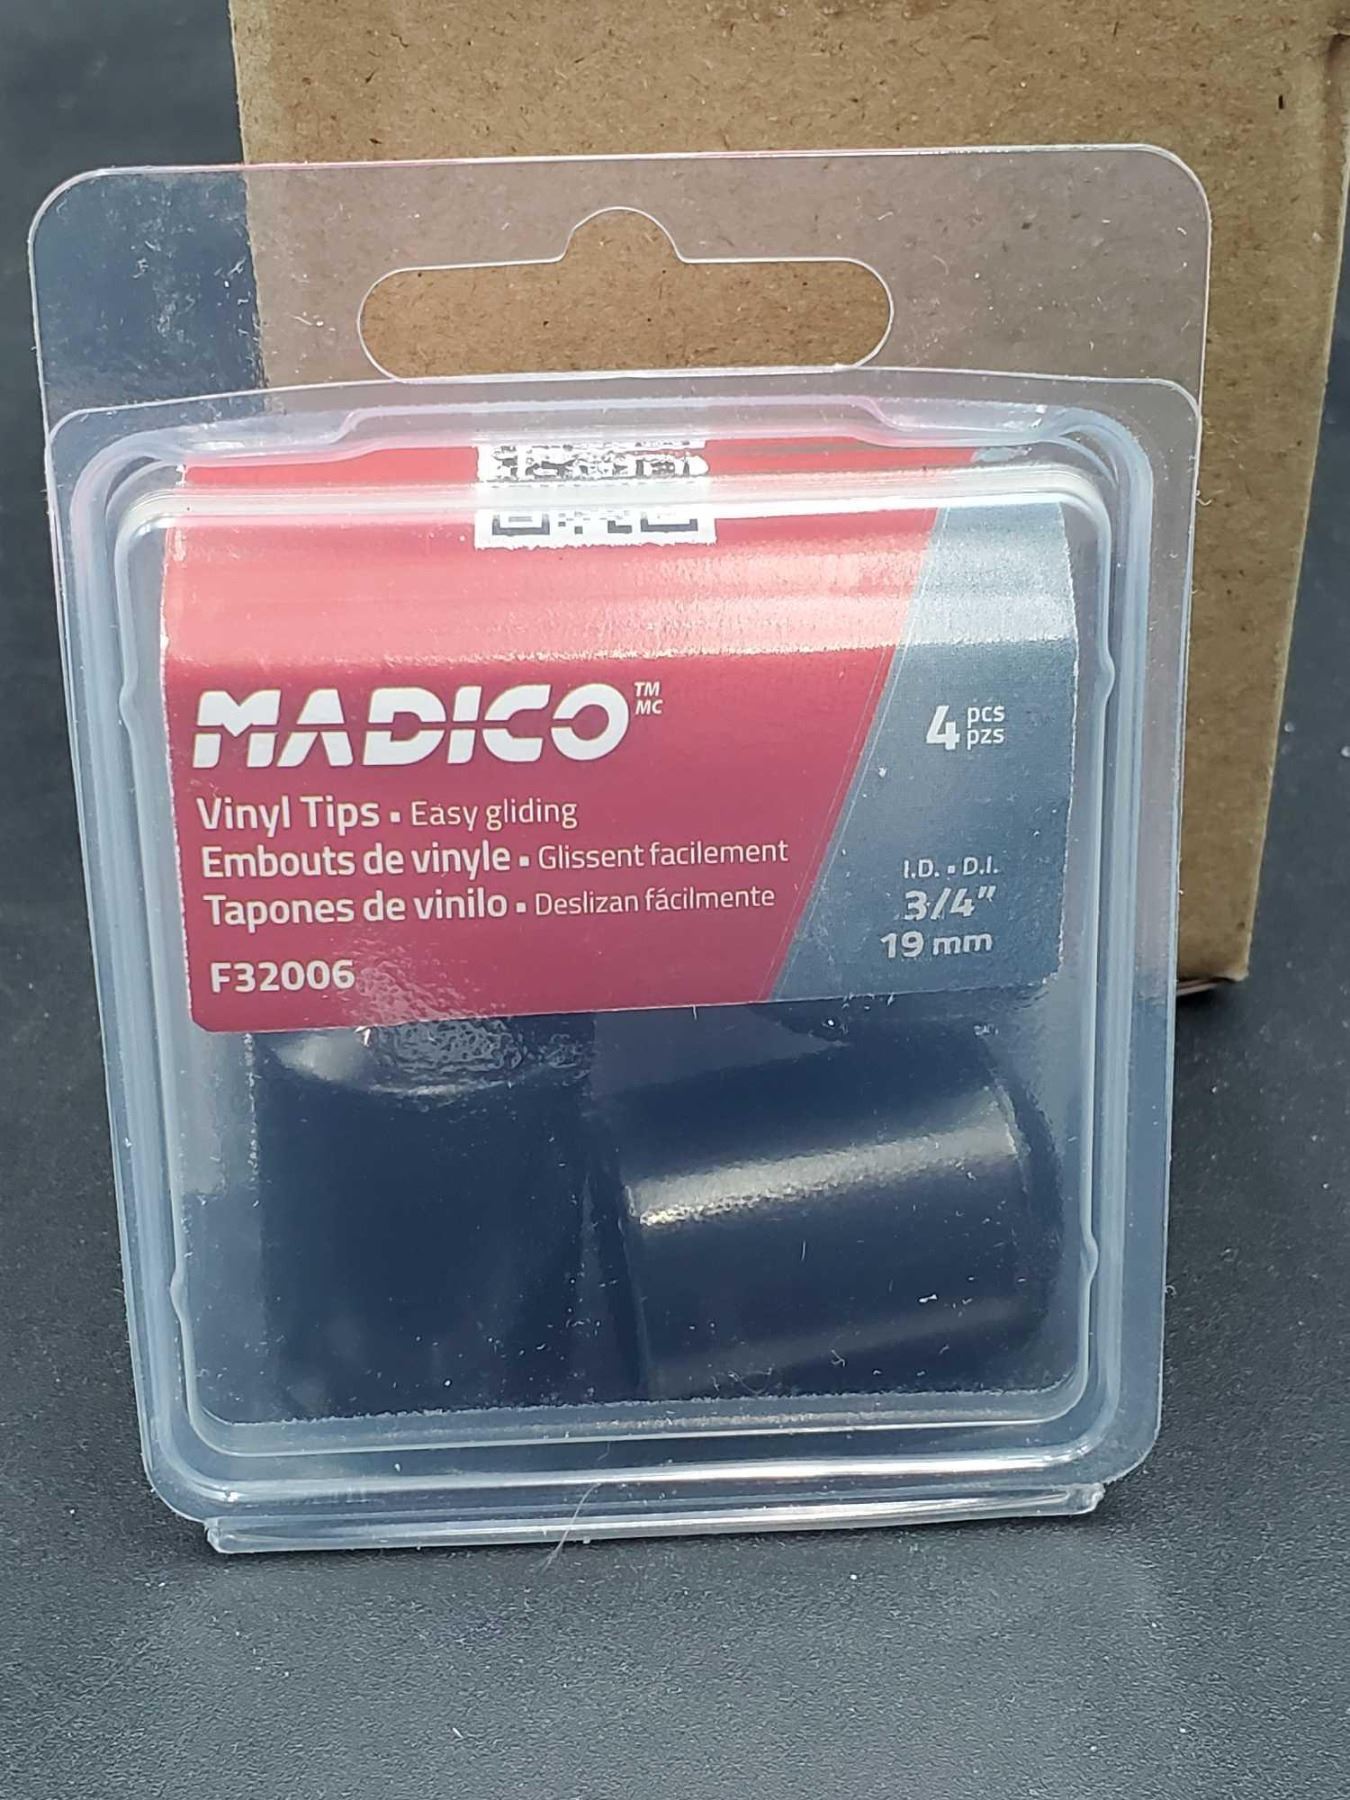 MADICO™ MC
Vinyl Tips ▪ Easy gliding
Embouts de vinyle ▪ Glissent facilement
Tapones de vinilo ▪ Deslizan fácilmente
F32006
4 pcs
pzs
I.D. ▪ D.I.
3/4"
19 mm